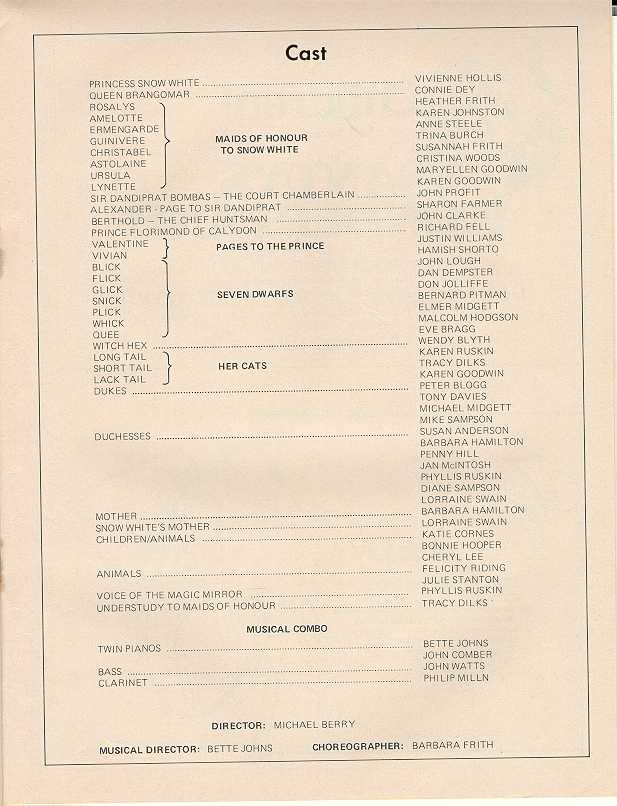 Cast
PRINCESS SNOW WHITE ........ VIVIENNE HOLLIS
QUEEN BRANGOMAR ........ CONNIE DEY
ROSALYS HEATHER FRITH
AMELOTTE KAREN JOHNSTON
ERMENGARDE MAIDS OF HONOUR ANNE STEELE
GUINIVERE TO SNOW WHITE TRINA BURCH
CHRISTABEL SUSANNAH FRITH
ASTOLAINE CRISTINA WOODS
URSULA MARYELLEN GOODWIN
LYNETTE KAREN GOODWIN
SIR DANDIPRAT BOMBAS – THE COURT CHAMBERLAIN ........ JOHN PROFIT
ALEXANDER - PAGE TO SIR DANDIPRAT ........ SHARON FARMER
BERTHOLD – THE CHIEF HUNTSMAN ........ JOHN CLARKE
PRINCE FLORIMOND OF CALYDON ........ RICHARD FELL
VALENTINE PAGES TO THE PRINCE JUSTIN WILLIAMS
VIVIAN HAMISH SHORTO
BLICK JOHN LOUGH
FLICK DAN DEMPSTER
GLICK SEVEN DWARFS DON JOLLIFFE
SNICK BERNARD PITMAN
PLICK ELMER MIDGETT
WHICK MALCOLM HODGSON
QUEE EVE BRAGG
WITCH HEX ........ WENDY BLYTH
LONG TAIL KAREN RUSKIN
SHORT TAIL HER CATS TRACY DILKS
LACK TAIL KAREN GOODWIN
DUKES ........ PETER BLOGG
TONY DAVIES
MICHAEL MIDGETT
MIKE SAMPSON
DUCHESSES ........ SUSAN ANDERSON
BARBARA HAMILTON
PENNY HILL
JAN McINTOSH
PHYLLIS RUSKIN
DIANE SAMPSON
LORRAINE SWAIN
MOTHER ........ BARBARA HAMILTON
SNOW WHITE'S MOTHER ........ LORRAINE SWAIN
CHILDREN/ANIMALS ........ KATIE CORNES
BONNIE HOOPER
CHERYL LEE
ANIMALS ........ FELICITY RIDING
JULIE STANTON
VOICE OF THE MAGIC MIRROR ........ PHYLLIS RUSKIN
UNDERSTUDY TO MAIDS OF HONOUR ........ TRACY DILKS
MUSICAL COMBO
TWIN PIANOS ........ BETTE JOHNS
JOHN COMBER
BASS ........ JOHN WATTS
CLARINET ........ PHILIP MILLN
DIRECTOR: MICHAEL BERRY
MUSICAL DIRECTOR: BETTE JOHNS CHOREOGRAPHER: BARBARA FRITH